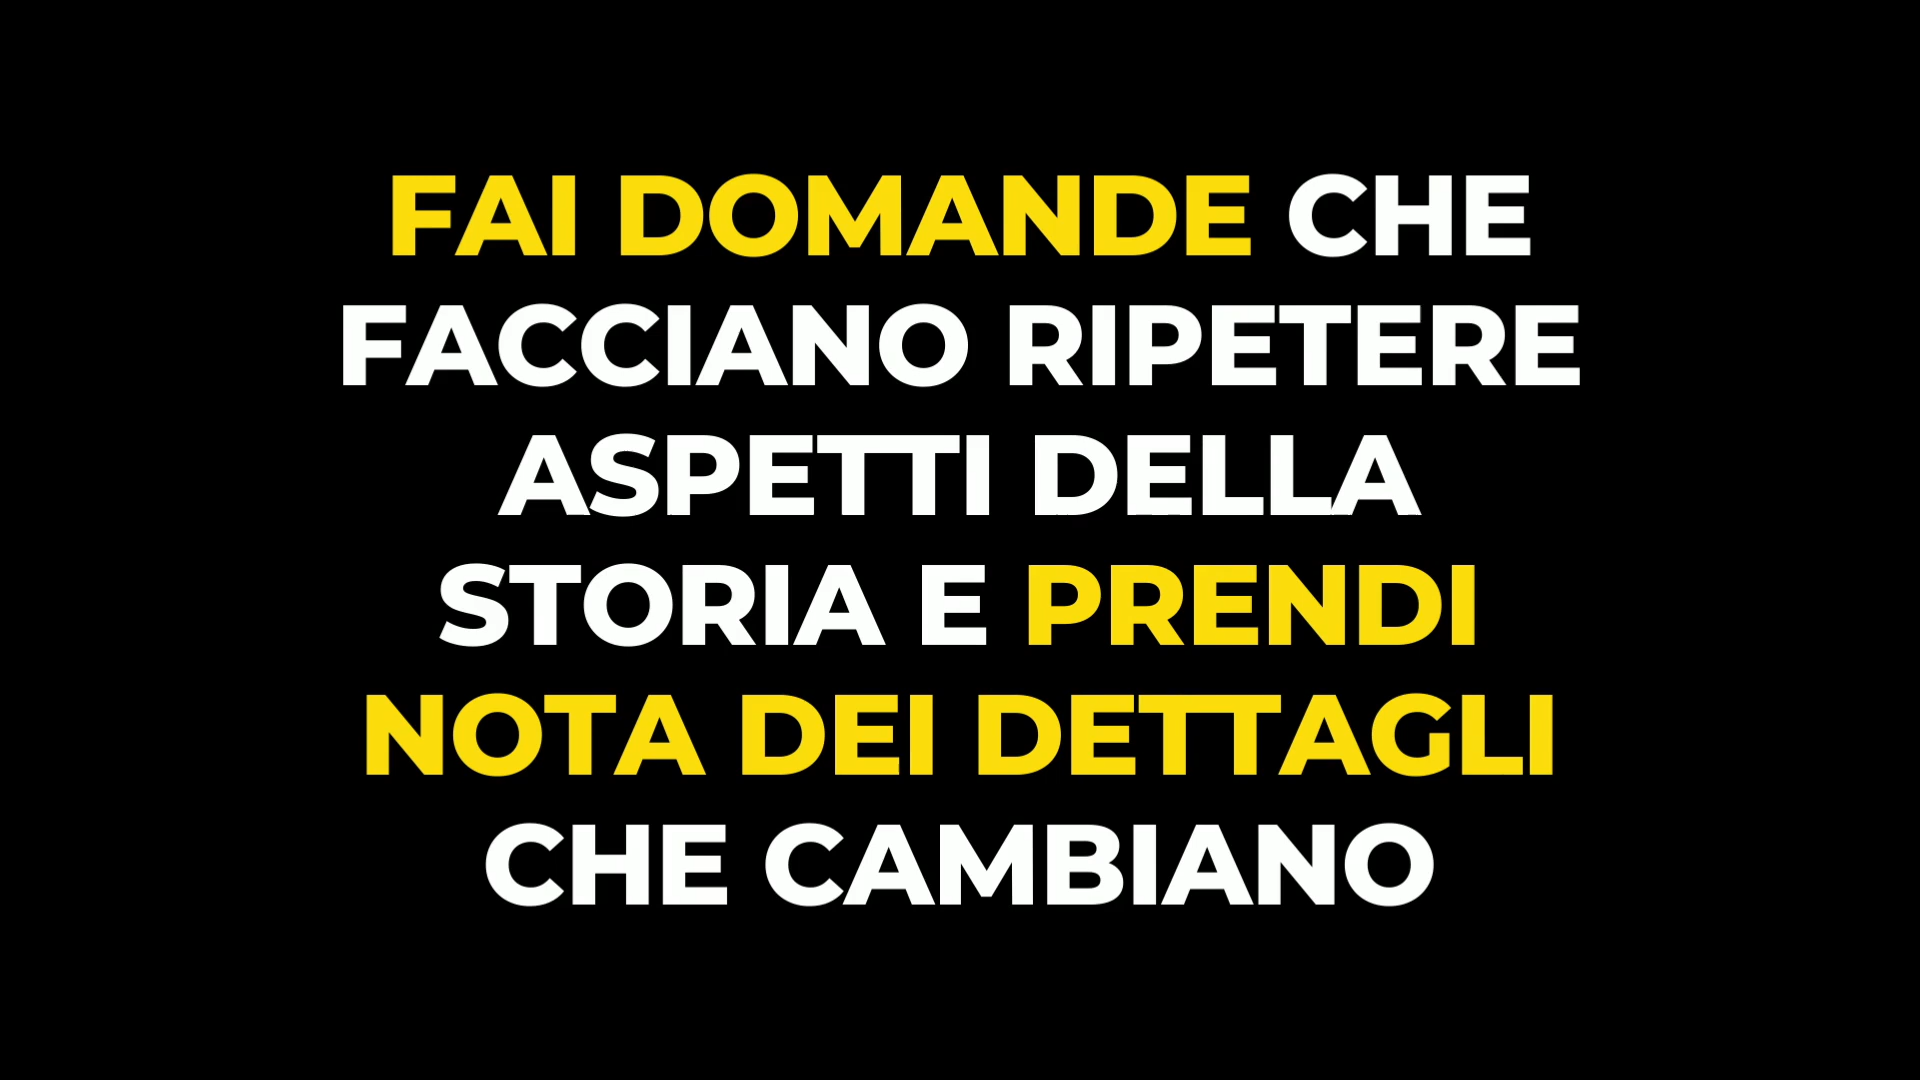 FAI DOMANDE CHE
FACCIANO RIPETERE
ASPETTI DELLA
STORIA E PRENDI
NOTA DEI DETTAGLI
CHE CAMBIANO